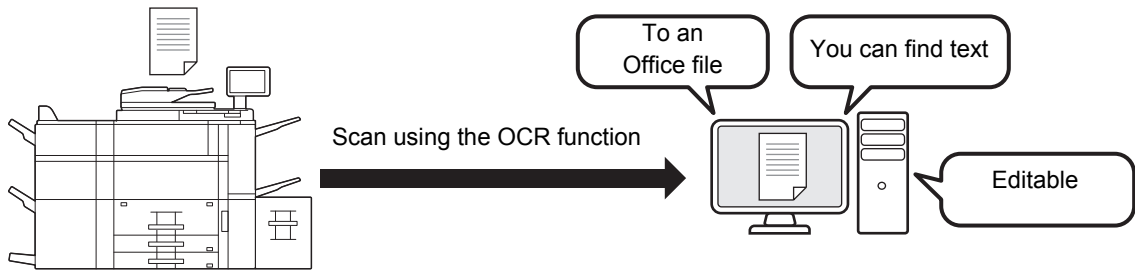 To an
Office file
You can find text
Scan using the OCR function
Editable